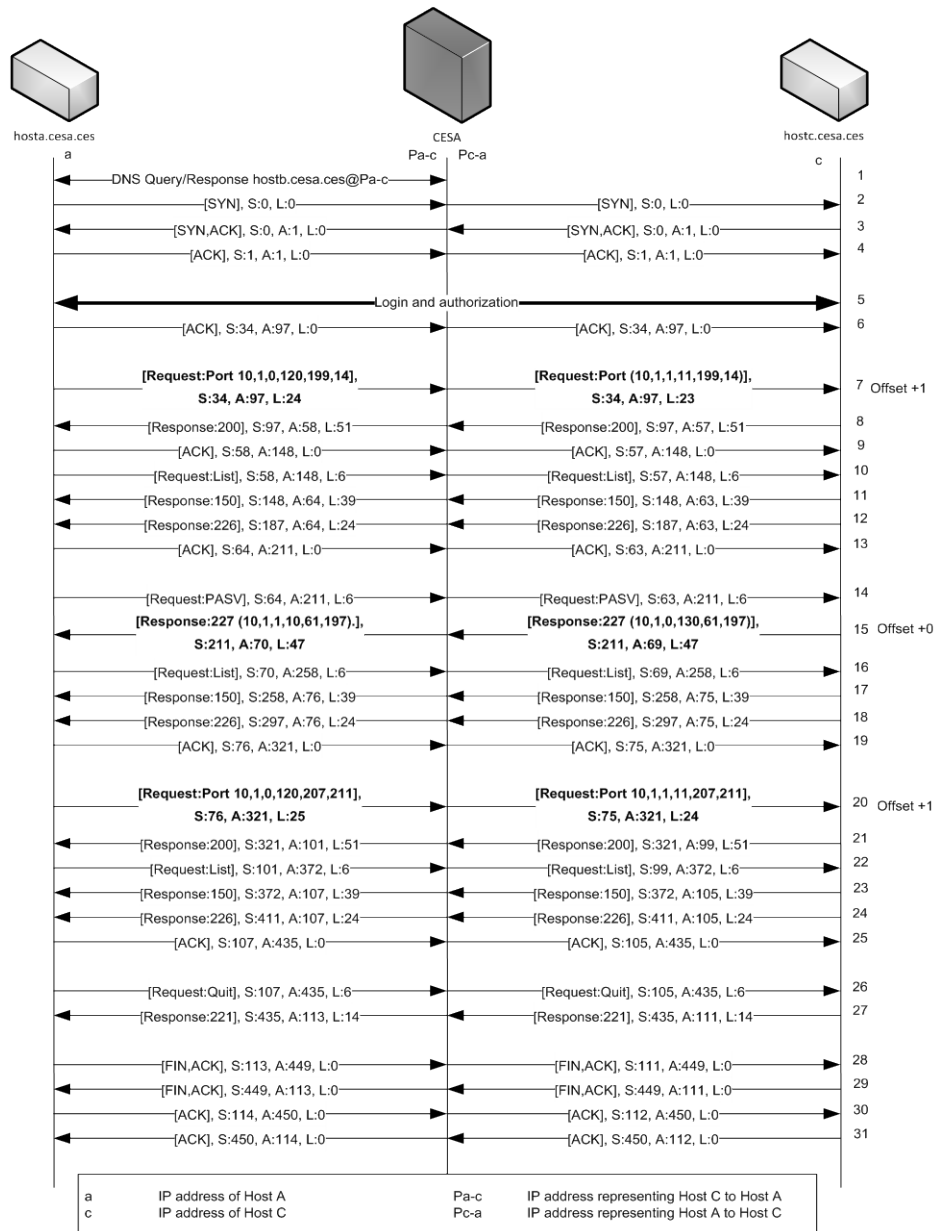 hosta.cesa.ces
CESA
hostc.cesa.ces
a
Pa-c
Pc-a
c
DNS Query/Response hostb.cesa.ces@Pa-c
1
[SYN], S:0, L:0
[SYN], S:0, L:0
2
[SYN,ACK], S:0, A:1, L:0
[SYN,ACK], S:0, A:1, L:0
3
[ACK], S:1, A:1, L:0
[ACK], S:1, A:1, L:0
4
Login and authorization
5
[ACK], S:34, A:97, L:0
[ACK], S:34, A:97, L:0
6
[Request:Port 10,1,0,120,199,14],
S:34, A:97, L:24
[Request:Port (10,1,1,11,199,14)],
S:34, A:97, L:23
7
Offset +1
[Response:200], S:97, A:58, L:51
[Response:200], S:97, A:57, L:51
8
[ACK], S:58, A:148, L:0
[ACK], S:57, A:148, L:0
9
[Request:List], S:58, A:148, L:6
[Request:List], S:57, A:148, L:6
10
[Response:150], S:148, A:64, L:39
[Response:150], S:148, A:63, L:39
11
[Response:226], S:187, A:64, L:24
[Response:226], S:187, A:63, L:24
12
[ACK], S:64, A:211, L:0
[ACK], S:63, A:211, L:0
13
[Request:PASV], S:64, A:211, L:6
[Request:PASV], S:63, A:211, L:6
14
[Response:227 (10,1,1,10,61,197).],
S:211, A:70, L:47
[Response:227 (10,1,0,130,61,197)],
S:211, A:69, L:47
15
Offset +0
[Request:List], S:70, A:258, L:6
[Request:List], S:69, A:258, L:6
16
[Response:150], S:258, A:76, L:39
[Response:150], S:258, A:75, L:39
17
[Response:226], S:297, A:76, L:24
[Response:226], S:297, A:75, L:24
18
[ACK], S:76, A:321, L:0
[ACK], S:75, A:321, L:0
19
[Request:Port 10,1,0,120,207,211],
S:76, A:321, L:25
[Request:Port 10,1,1,11,207,211],
S:75, A:321, L:24
20
Offset +1
[Response:200], S:321, A:101, L:51
[Response:200], S:321, A:99, L:51
21
[Request:List], S:101, A:372, L:6
[Request:List], S:99, A:372, L:6
22
[Response:150], S:372, A:107, L:39
[Response:150], S:372, A:105, L:39
23
[Response:226], S:411, A:107, L:24
[Response:226], S:411, A:105, L:24
24
[ACK], S:107, A:435, L:0
[ACK], S:105, A:435, L:0
25
[Request:Quit], S:107, A:435, L:6
[Request:Quit], S:105, A:435, L:6
26
[Response:221], S:435, A:113, L:14
[Response:221], S:435, A:111, L:14
27
[FIN,ACK], S:113, A:449, L:0
[FIN,ACK], S:111, A:449, L:0
28
[FIN,ACK], S:449, A:113, L:0
[FIN,ACK], S:449, A:111, L:0
29
[ACK], S:114, A:450, L:0
[ACK], S:112, A:450, L:0
30
[ACK], S:450, A:114, L:0
[ACK], S:450, A:112, L:0
31
a IP address of Host A
Pa-c IP address representing Host C to Host A
c IP address of Host C
Pc-a IP address representing Host A to Host C